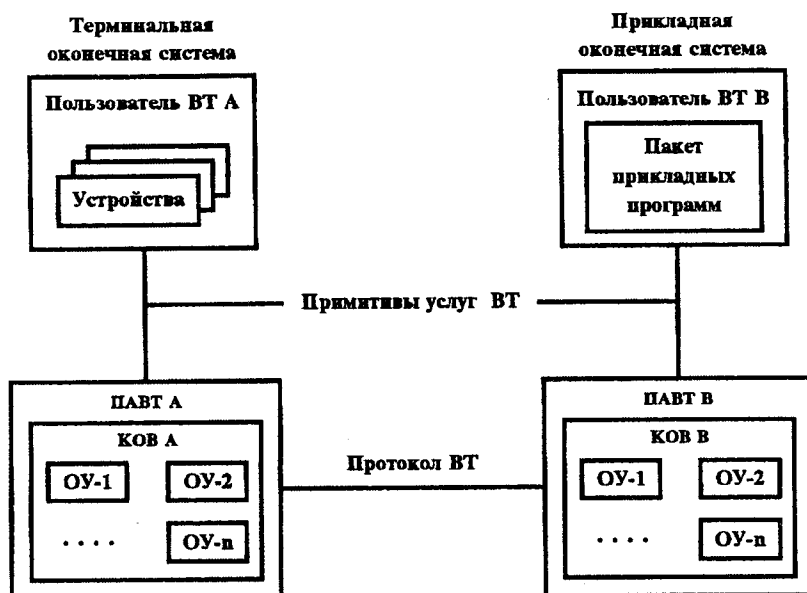 Терминальная
оконечная система
Пользователь ВТ А
Устройства
Прикладная
оконечная система
Пользователь ВТ В
Пакет
прикладных
программ
Примитивы услуг ВТ
ПАВТ А
КОВ А
ОУ-1
ОУ-2
. . . .
ОУ-n
Протокол ВТ
ПАВТ В
КОВ В
ОУ-1
ОУ-2
. . . .
ОУ-n